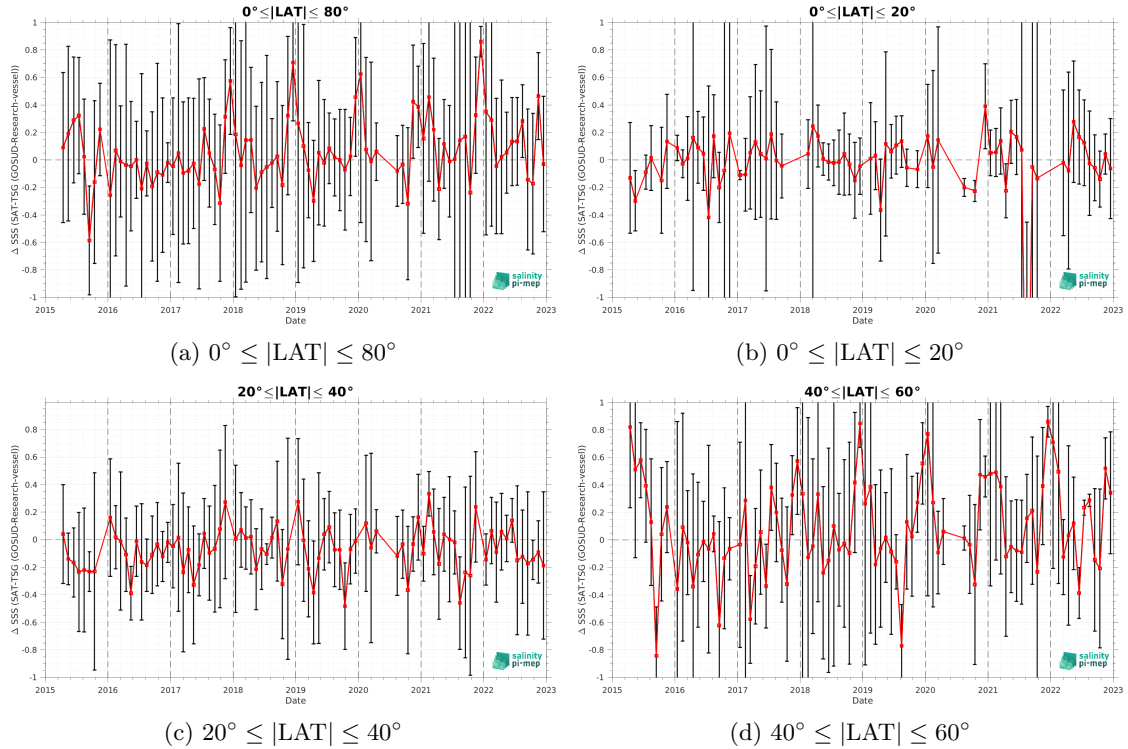 0°≤|LAT|≤ 80°
Δ SSS (SAT-TSG (GOSUD-Research-vessel))
1
0.8
0.6
0.4
0.2
0
-0.2
-0.4
-0.6
-0.8
-1
2015 2016 2017 2018 2019 2020 2021 2022 2023
Date
salinity
pi-mep
(a) 0° ≤ |LAT| ≤ 80°
0°≤|LAT|≤ 20°
Δ SSS (SAT-TSG (GOSUD-Research-vessel))
1
0.8
0.6
0.4
0.2
0
-0.2
-0.4
-0.6
-0.8
-1
2015 2016 2017 2018 2019 2020 2021 2022 2023
Date
salinity
pi-mep
(b) 0° ≤ |LAT| ≤ 20°
20°≤|LAT|≤ 40°
Δ SSS (SAT-TSG (GOSUD-Research-vessel))
0.8
0.6
0.4
0.2
0
-0.2
-0.4
-0.6
-0.8
-1
2015 2016 2017 2018 2019 2020 2021 2022 2023
Date
salinity
pi-mep
(c) 20° ≤ |LAT| ≤ 40°
40°≤|LAT|≤ 60°
Δ SSS (SAT-TSG (GOSUD-Research-vessel))
1
0.8
0.6
0.4
0.2
0
-0.2
-0.4
-0.6
-0.8
-1
2015 2016 2017 2018 2019 2020 2021 2022 2023
Date
salinity
pi-mep
(d) 40° ≤ |LAT| ≤ 60°